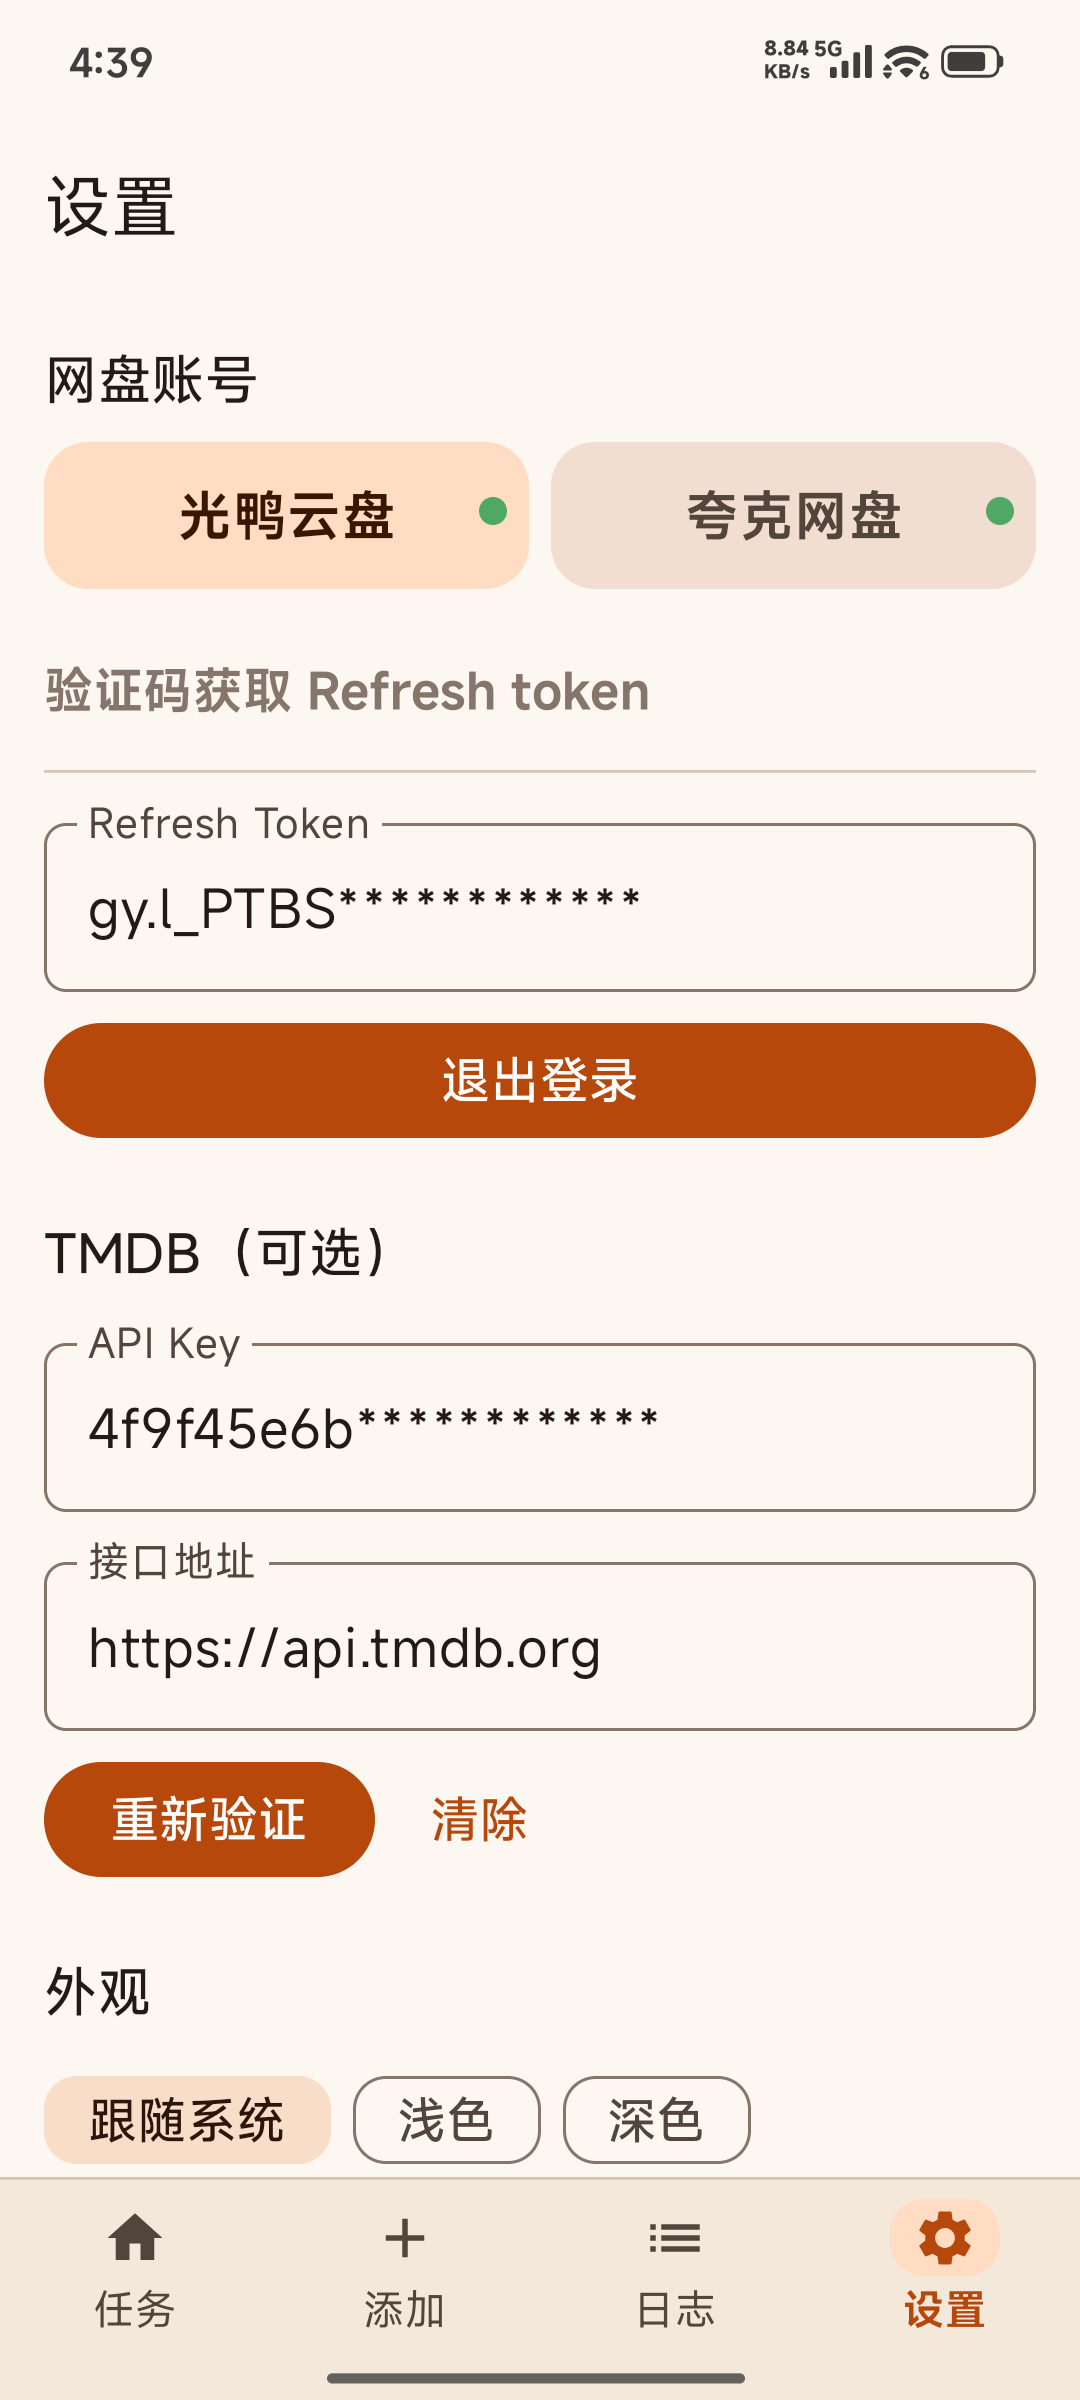 4:39
8.84 KB/s 5G 6
设置
网盘账号
光鸭云盘 夸克网盘
验证码获取 Refresh token
Refresh Token
gy.l_PTBS************
退出登录
TMDB（可选）
API Key
4f9f45e6b************
接口地址
https://api.tmdb.org
重新验证 清除
外观
跟随系统 浅色 深色
任务 添加 日志 设置